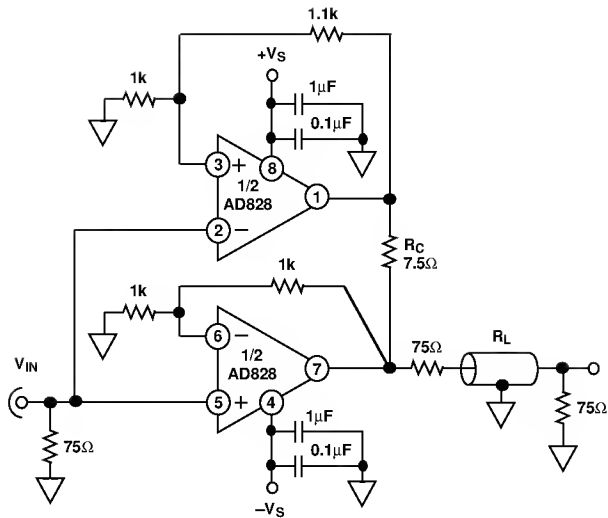 1.1k
+VS
1k
1µF
0.1µF
3 +
8
1/2
AD828
1
2 –
RC
7.5Ω
1k
1k
6 –
1/2
AD828
7
75Ω
RL
VIN
5 +
4
75Ω
1µF
0.1µF
75Ω
–VS